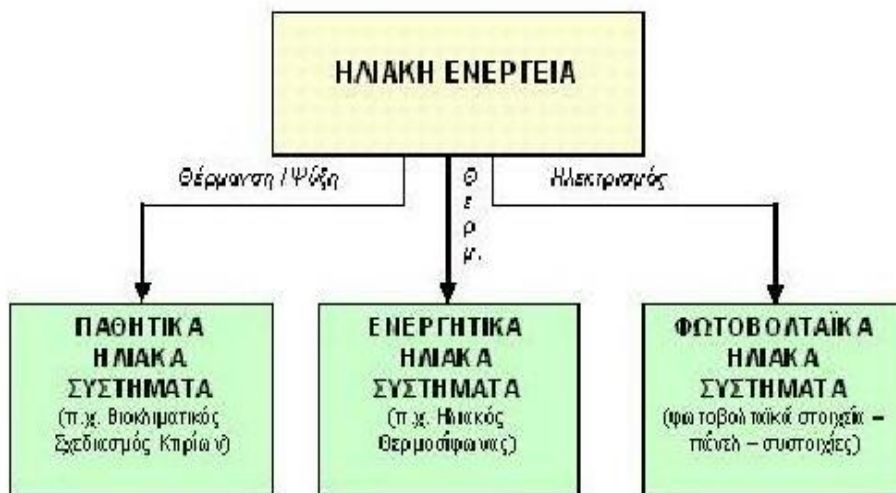 ΗΛΙΑΚΗ ΕΝΕΡΓΕΙΑ
Θέρμανση / Ψύξη
Θερμ.
Ηλεκτρισμός
ΠΑΘΗΤΙΚΑ
ΗΛΙΑΚΑ
ΣΥΣΤΗΜΑΤΑ
(π.χ. Βιοκλιματικός
Σχεδιασμός Κτιρίων)
ΕΝΕΡΓΗΤΙΚΑ
ΗΛΙΑΚΑ
ΣΥΣΤΗΜΑΤΑ
(π.χ. Ηλιακός
Θερμοσίφωνας)
ΦΩΤΟΒΟΛΤΑΪΚΑ
ΗΛΙΑΚΑ
ΣΥΣΤΗΜΑΤΑ
(φωτοβολταϊκά στοιχεία –
πάνελ – συστοιχίες)